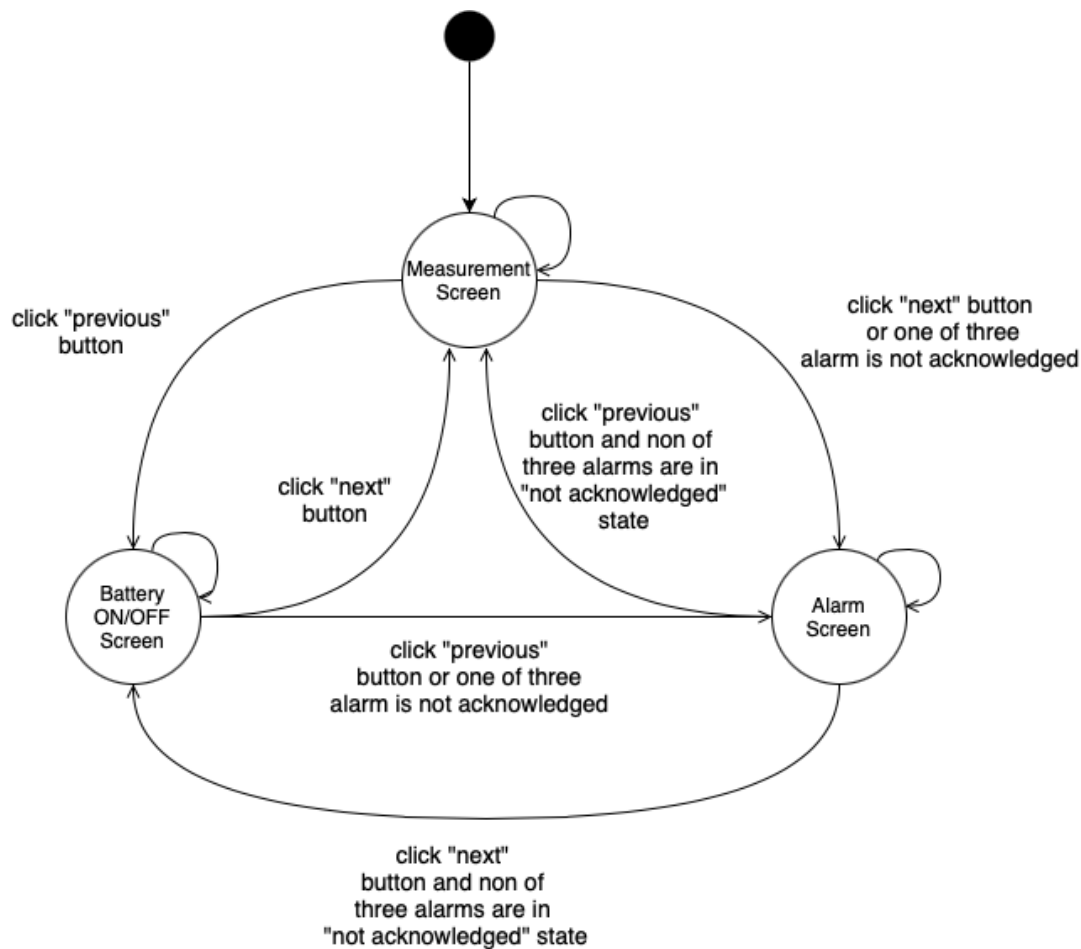 Measurement
Screen
click "previous"
button
click "next" button
or one of three
alarm is not acknowledged
click "previous"
button and non of
three alarms are in
"not acknowledged"
state
click "next"
button
Battery
ON/OFF
Screen
Alarm
Screen
click "previous"
button or one of three
alarm is not acknowledged
click "next"
button and non of
three alarms are in
"not acknowledged" state